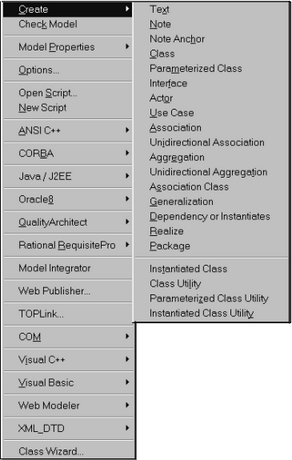 Create
Check Model
Model Properties
Options...
Open Script...
New Script
ANSI C++
CORBA
Java / J2EE
Oracle8
QualityArchitect
Rational RequisitePro
Model Integrator
Web Publisher...
TOPLink...
COM
Visual C++
Visual Basic
Web Modeler
XML_DTD
Class Wizard...
Text
Note
Note Anchor
Class
Parameterized Class
Interface
Actor
Use Case
Association
Unidirectional Association
Aggregation
Unidirectional Aggregation
Association Class
Generalization
Dependency or Instantiates
Realize
Package
Instantiated Class
Class Utility
Parameterized Class Utility
Instantiated Class Utility